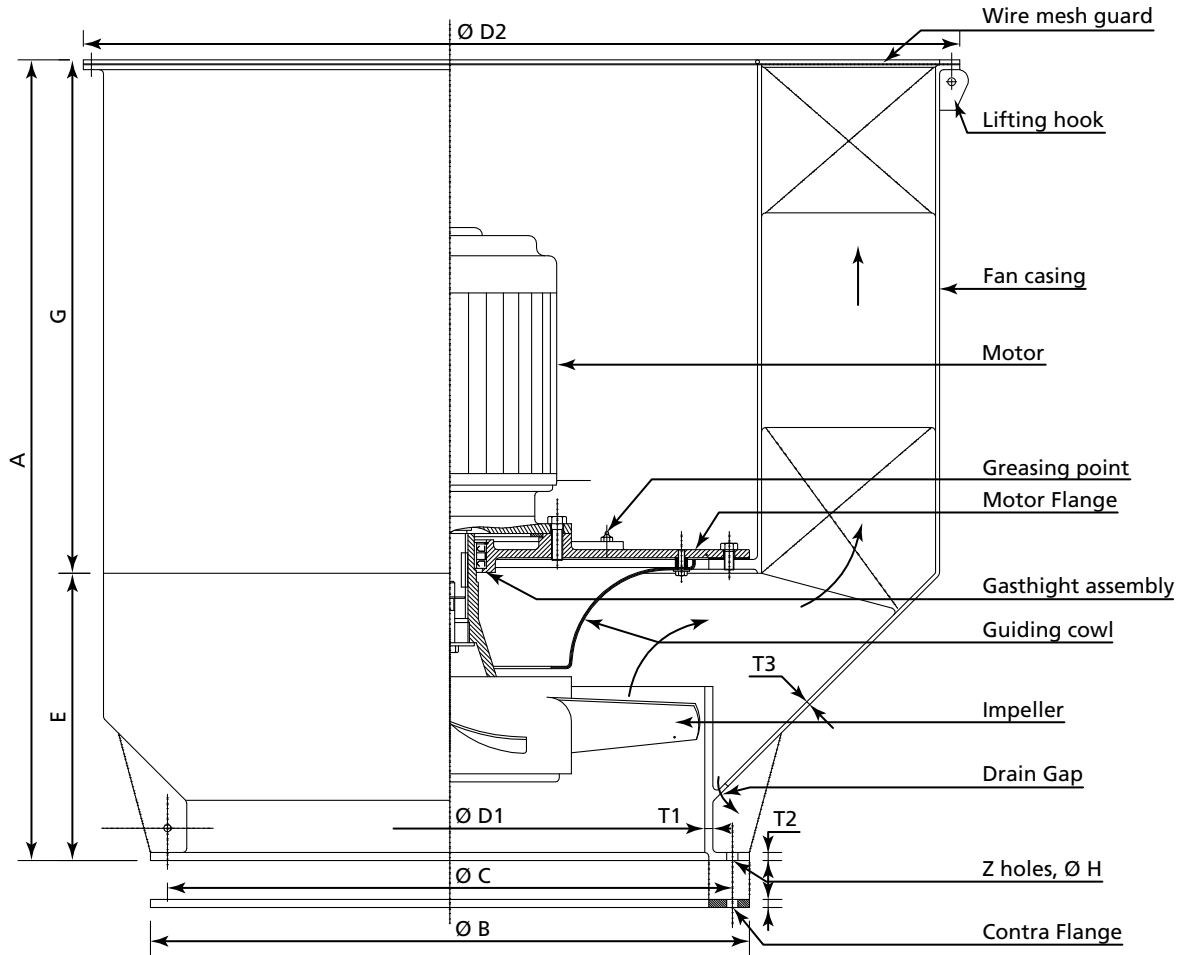 Wire mesh guard
Ø D2
Lifting hook
Fan casing
G
Motor
A
Greasing point
Motor Flange
Gasthight assembly
Guiding cowl
T3
E
Impeller
Drain Gap
Ø D1
T1
T2
Z holes, Ø H
Ø C
Ø B
Contra Flange